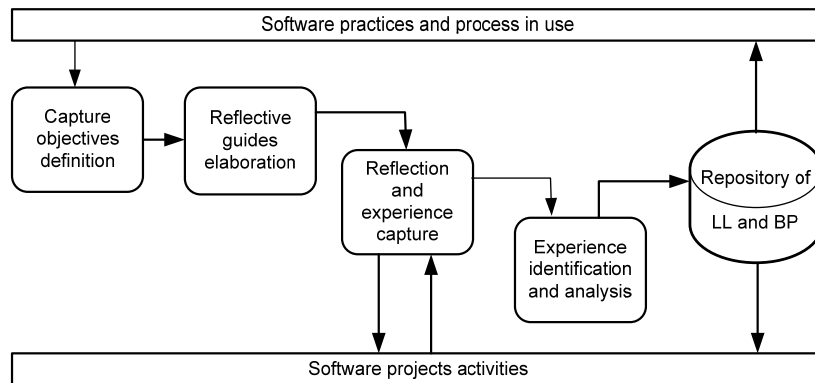 Software practices and process in use
Capture
objectives
definition
Reflective
guides
elaboration
Reflection
and
experience
capture
Experience
identification
and analysis
Repository of
LL and BP
Software projects activities